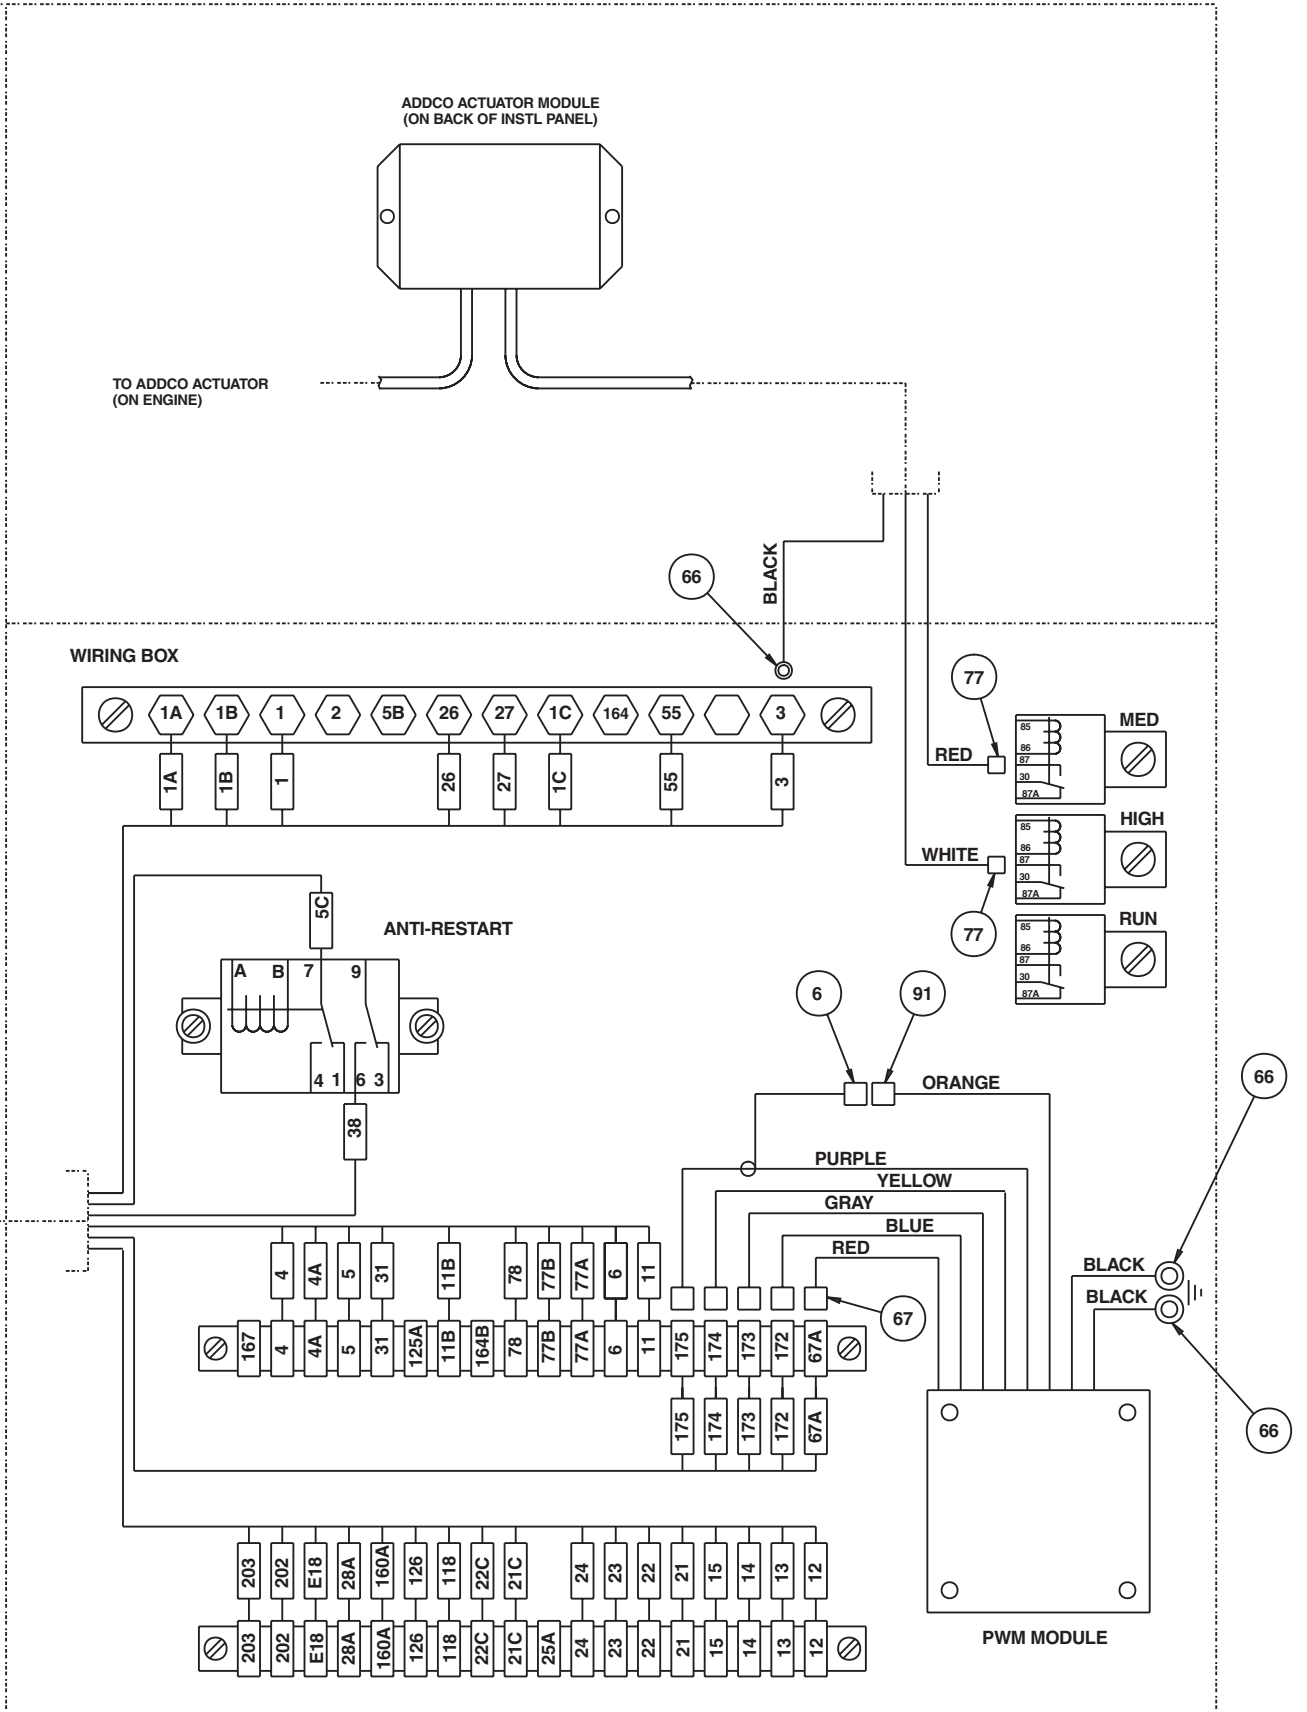 ADDCO ACTUATOR MODULE
(ON BACK OF INSTL PANEL)
TO ADDCO ACTUATOR
(ON ENGINE)
BLACK
66
WIRING BOX
1A 1B 1 2 5B 26 27 1C 164 55 3
1A 1B 1 26 27 1C 55 3
77
RED
MED
85
86
87
30
87A
WHITE
HIGH
85
86
87
30
87A
77
RUN
85
86
87
30
87A
5C
ANTI-RESTART
A B 7 9
4 1 6 3
38
6
91
ORANGE
66
PURPLE
YELLOW
GRAY
BLUE
RED
BLACK
BLACK
67
66
4 4A 5 31 11B 78 77B 77A 6 11
167 4 4A 5 31 125A 11B 164B 78 77B 77A 6 11 175 174 173 172 67A
175 174 173 172 67A
203 202 E18 28A 160A 126 118 22C 21C 24 23 22 21 15 14 13 12
203 202 E18 28A 160A 126 118 22C 21C 25A 24 23 22 21 15 14 13 12
PWM MODULE